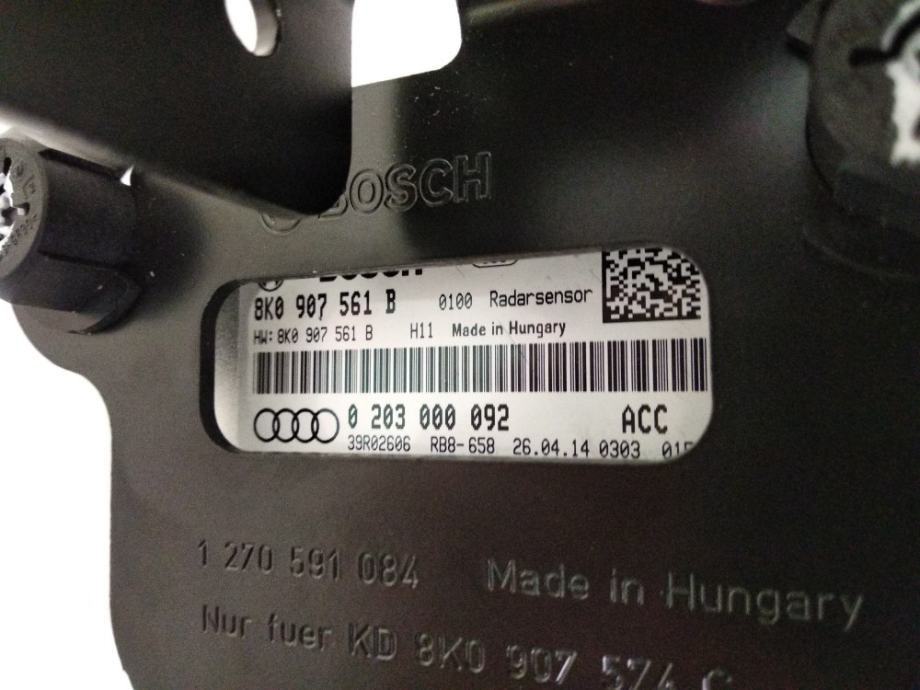 BOSCH
BOSCH
8K0 907 561 B 0100 Radarsensor
HW: 8K0 907 561 B H11 Made in Hungary
0 203 000 092 ACC
39R02606 RB8-658 26.04.14 0303
1 270 591 084 Made in Hungary
Nur fuer KD 8K0 907 574 C